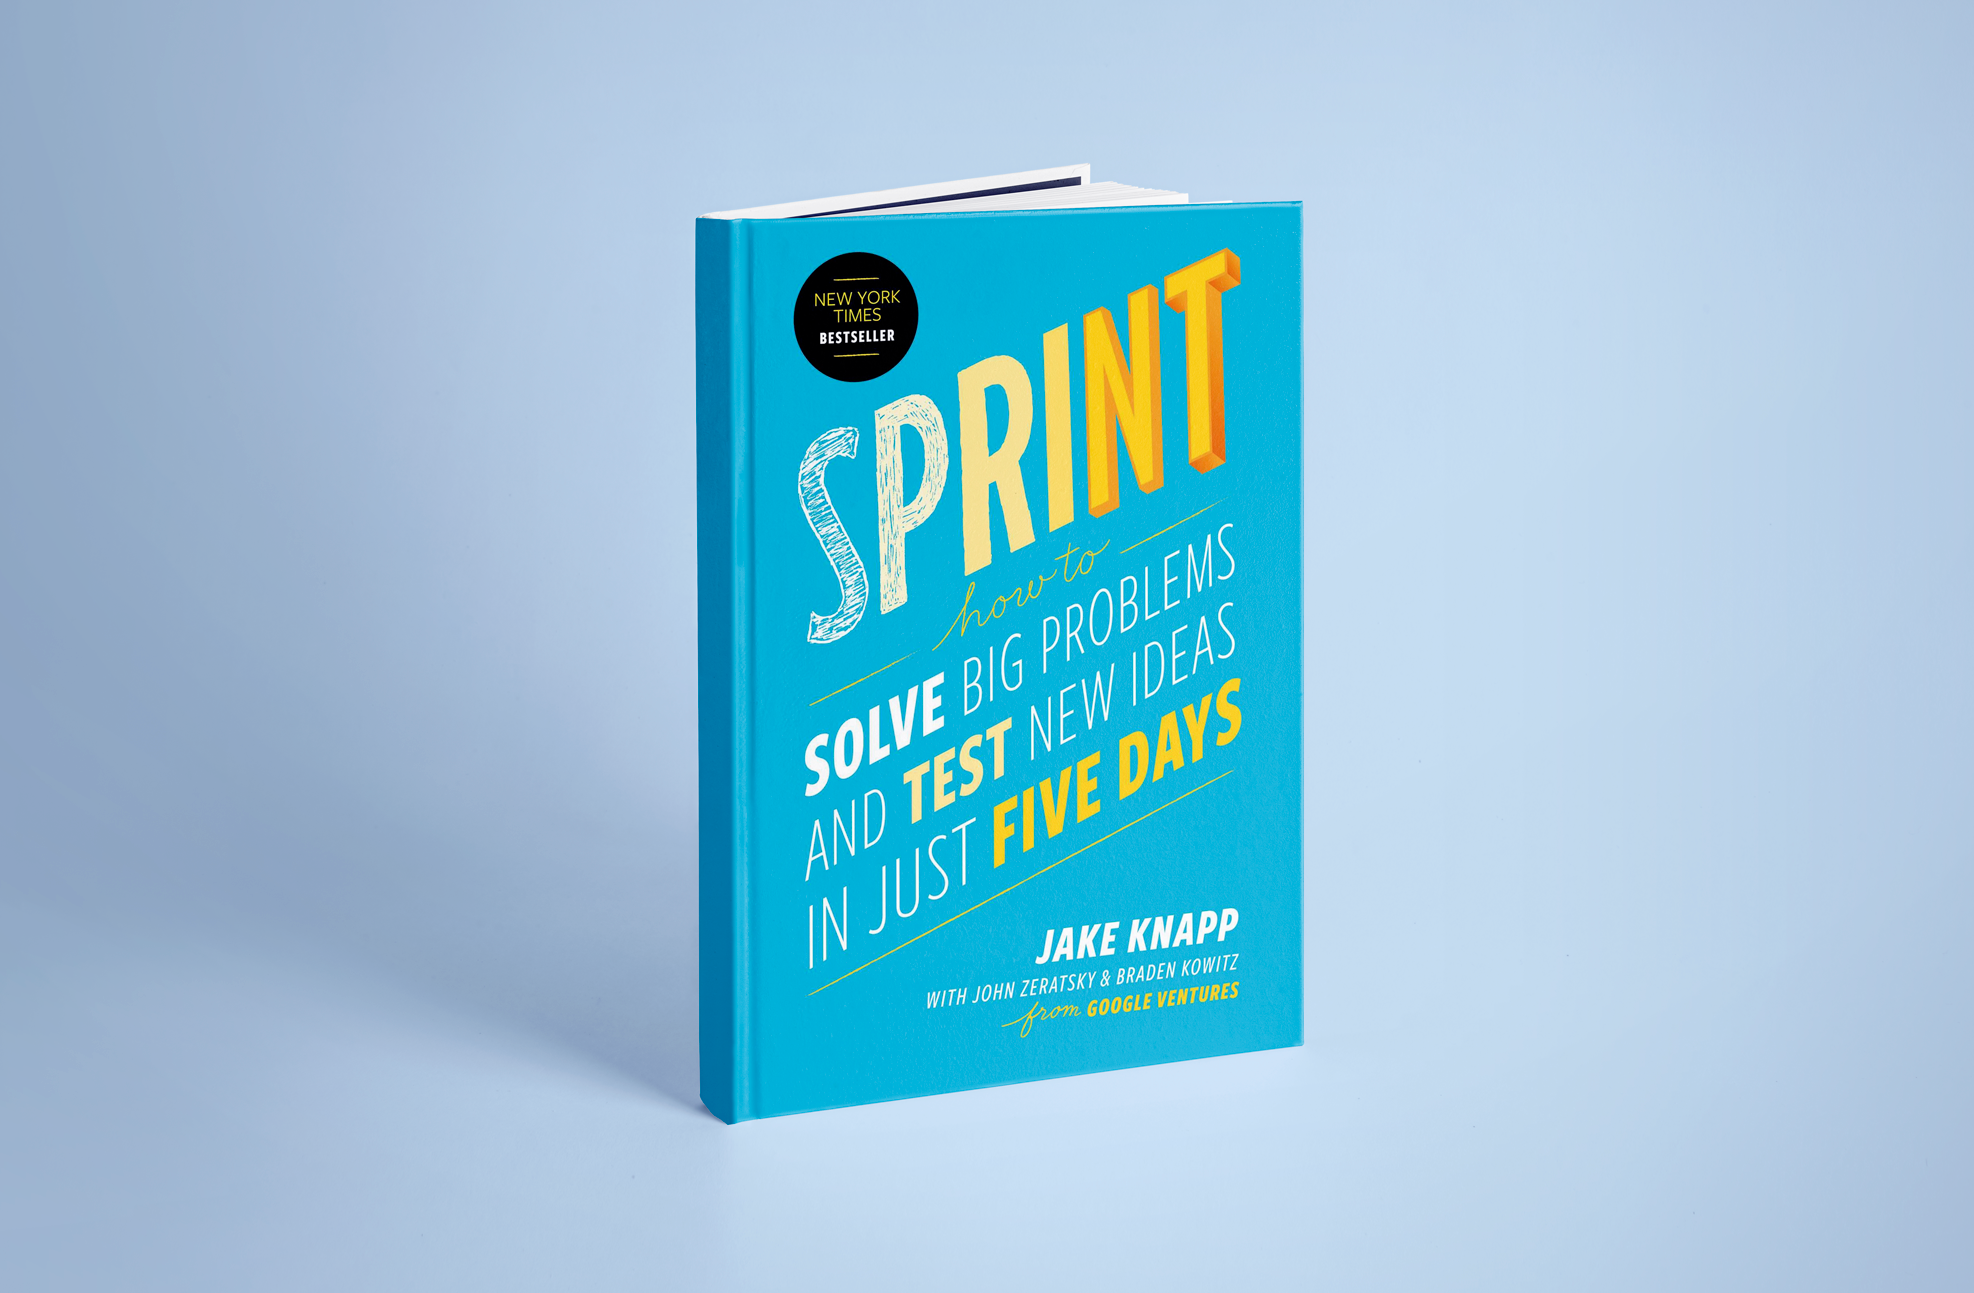 NEW YORK
TIMES
BESTSELLER
SPRINT
how to
SOLVE BIG PROBLEMS
AND TEST NEW IDEAS
IN JUST FIVE DAYS
JAKE KNAPP
WITH JOHN ZERATSKY & BRADEN KOWITZ
from GOOGLE VENTURES